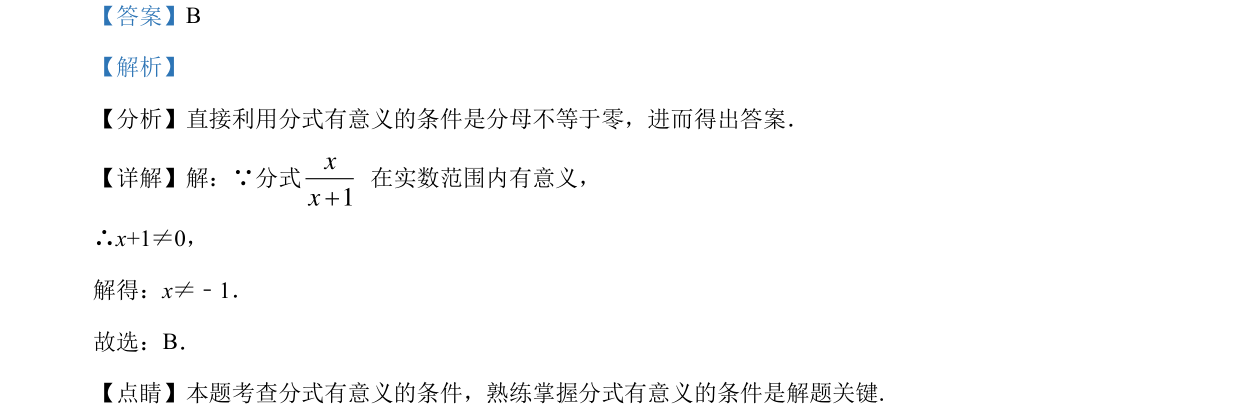 【答案】B
【解析】
【分析】直接利用分式有意义的条件是分母不等于零，进而得出答案．
【详解】解：∵分式 x/(x+1) 在实数范围内有意义，
∴x+1≠0，
解得：x≠﹣1．
故选：B．
【点睛】本题考查分式有意义的条件，熟练掌握分式有意义的条件是解题关键.